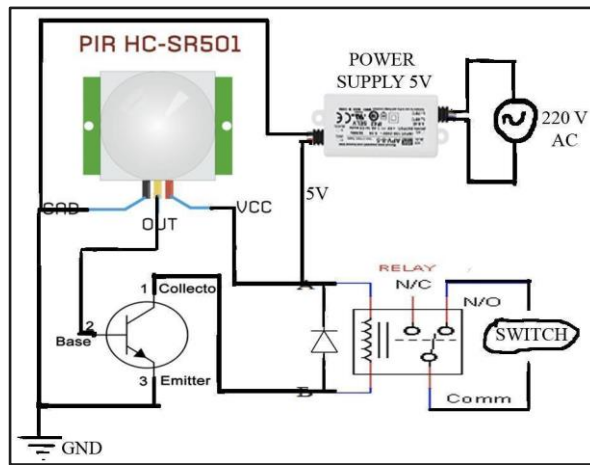 PIR HC-SR501
POWER
SUPPLY 5V
220 V
AC
GND
OUT
VCC
5V
A
RELAY
N/C
N/O
1
Collecto
2
Base
SWITCH
3
Emitter
B
Comm
GND